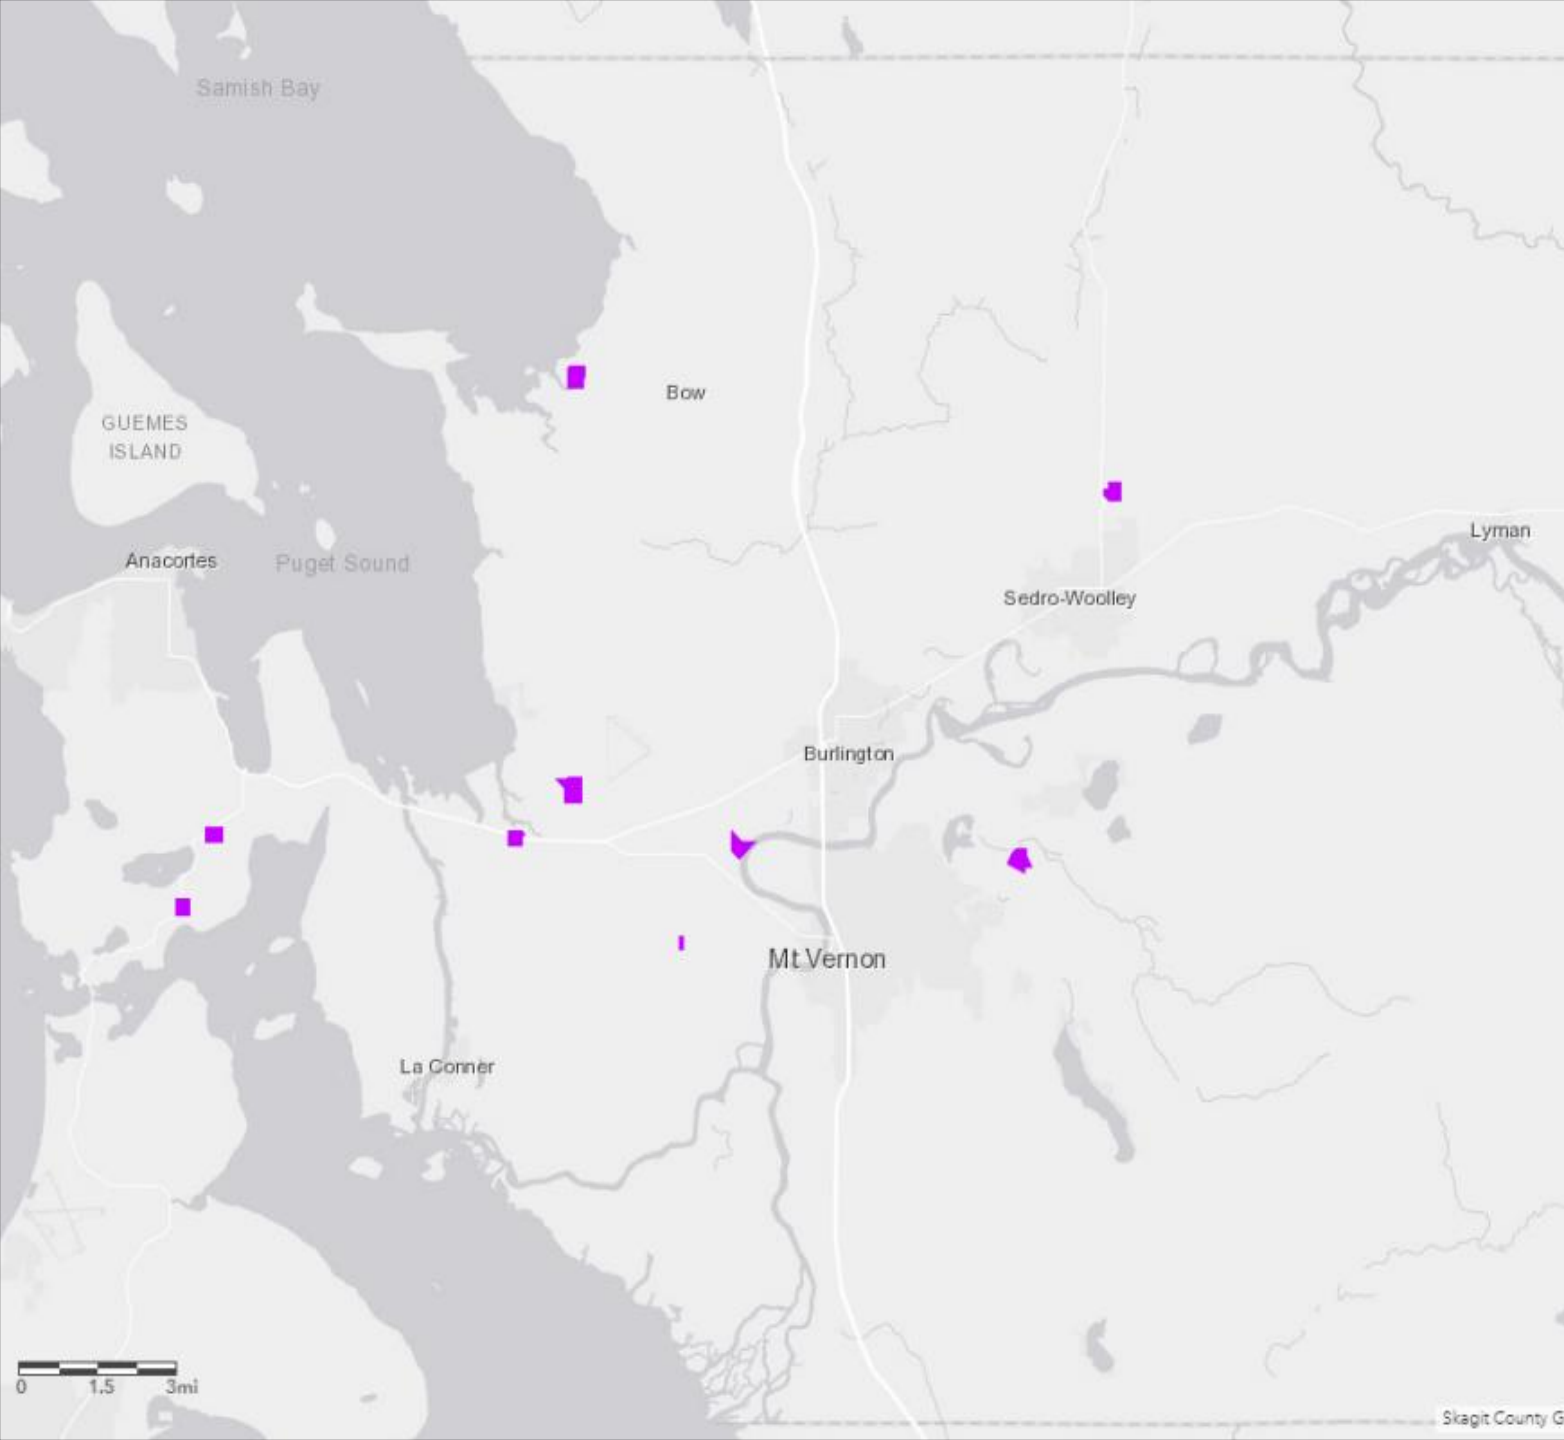 Samish Bay
Bow
GUEMES
ISLAND
Lyman
Anacortes
Puget Sound
Sedro-Woolley
Burlington
Mt Vernon
La Conner
0 1.5 3mi
Skagit County G